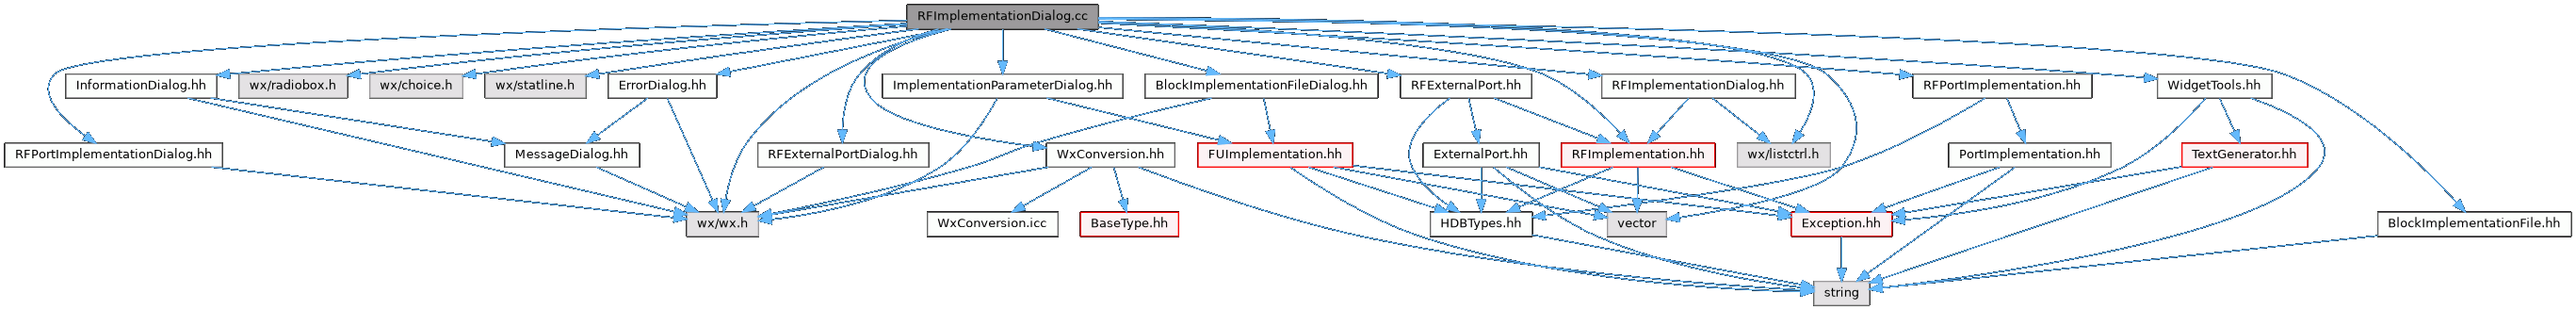 RFImplementationDialog.cc
InformationDialog.hh
wx/radiobox.h
wx/choice.h
wx/statline.h
ErrorDialog.hh
ImplementationParameterDialog.hh
BlockImplementationFileDialog.hh
RFExternalPort.hh
RFImplementationDialog.hh
RFPortImplementation.hh
WidgetTools.hh
RFPortImplementationDialog.hh
MessageDialog.hh
RFExternalPortDialog.hh
WxConversion.hh
FUImplementation.hh
ExternalPort.hh
RFImplementation.hh
wx/listctrl.h
PortImplementation.hh
TextGenerator.hh
wx/wx.h
WxConversion.icc
BaseType.hh
HDBTypes.hh
vector
Exception.hh
BlockImplementationFile.hh
string